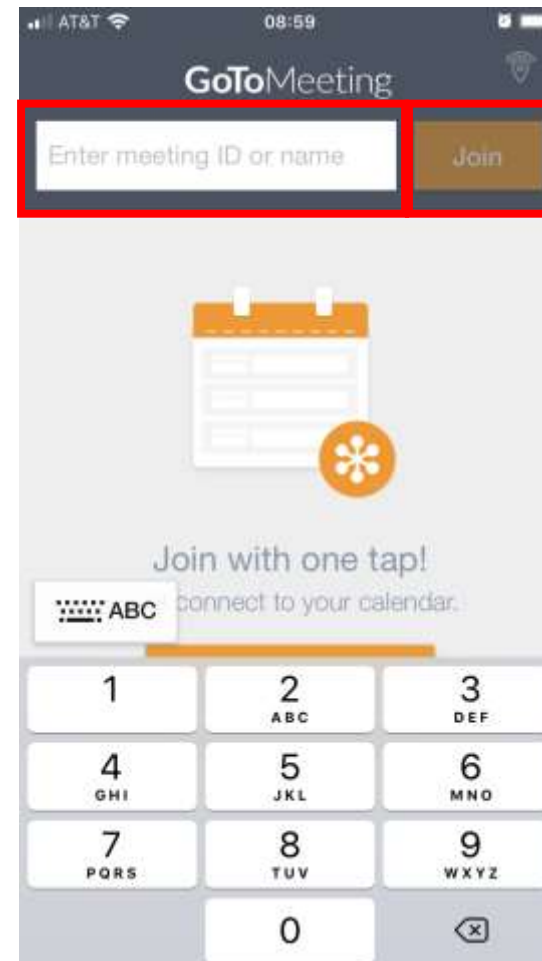 AT&T 08:59
GoToMeeting
Enter meeting ID or name Join
Join with one tap!
onnect to your calendar.
ABC
1 2 3
ABC DEF
4 5 6
GHI JKL MNO
7 8 9
PQRS TUV WXYZ
0